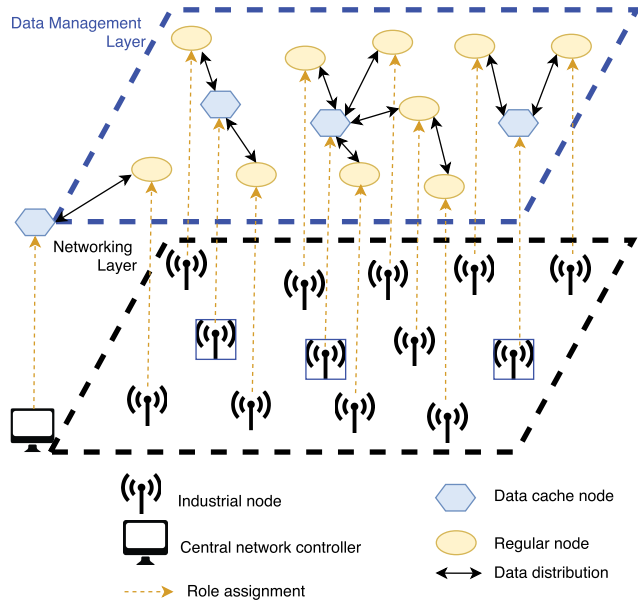 Data Management
Layer
Networking
Layer
Industrial node
Central network controller
Role assignment
Data cache node
Regular node
Data distribution